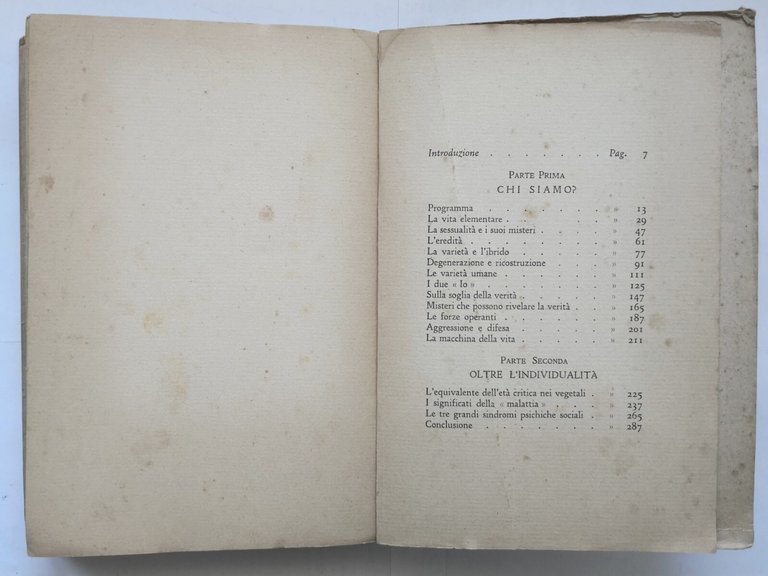 Introduzione . . . . . . . Pag. 7
PARTE PRIMA
CHI SIAMO?
Programma . . . . . . » 13
La vita elementare . . . . . . » 29
La sessualità e i suoi misteri . . . . » 47
L'eredità . . . . . . . » 61
La varietà e l'ibrido . . . . . » 77
Degenerazione e ricostruzione . . . » 91
Le varietà umane . . . . . . » 111
I due « Io » . . . . . . . » 125
Sulla soglia della verità . . . . . » 147
Misteri che possono rivelare la verità . . » 165
Le forze operanti . . . . . . » 187
Aggressione e difesa . . . . . » 201
La macchina della vita . . . . . » 211
PARTE SECONDA
OLTRE L'INDIVIDUALITÀ
L'equivalente dell'età critica nei vegetali . » 225
I significati della « malattia » . . . . » 237
Le tre grandi sindromi psichiche sociali . » 265
Conclusione . . . . . . . » 287